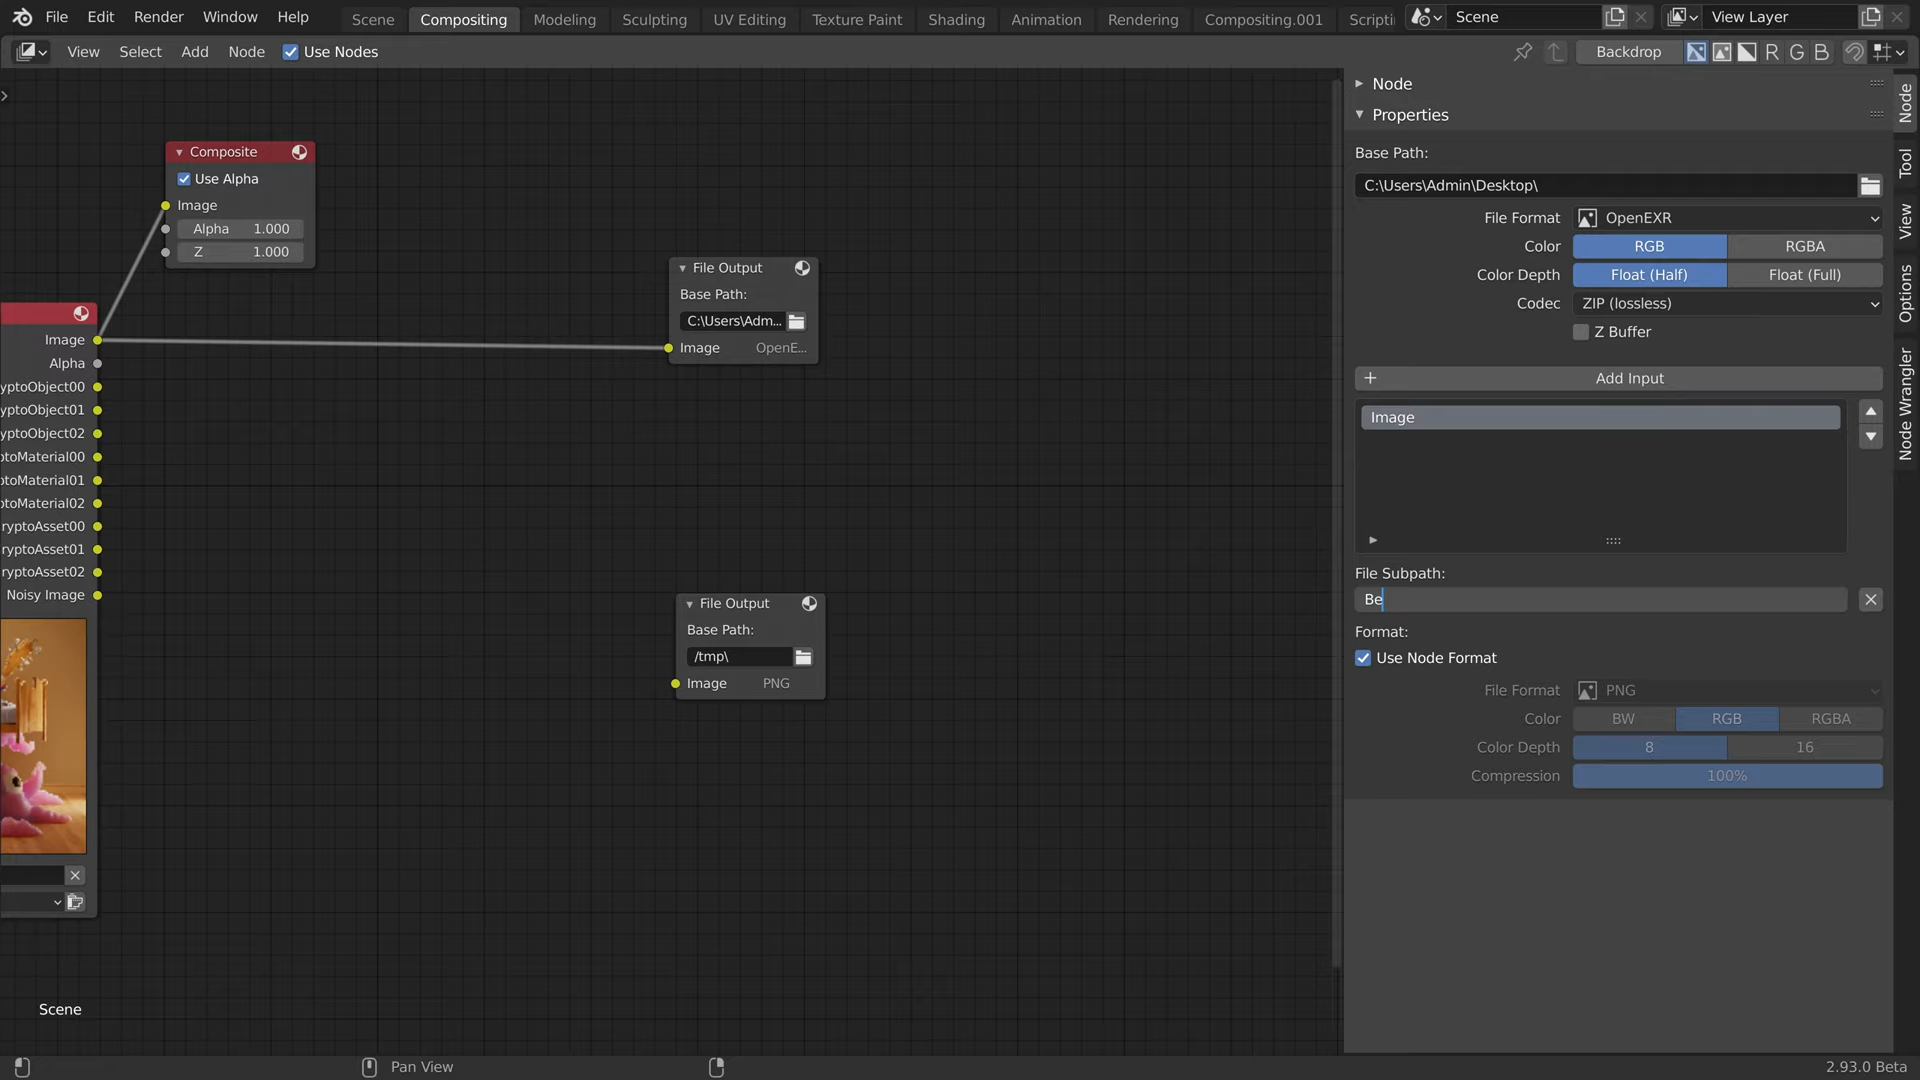 File Edit Render Window Help
Scene Compositing Modeling Sculpting UV Editing Texture Paint Shading Animation Rendering Compositing.001 Scripti
Scene
View Layer
View Select Add Node Use Nodes
Backdrop R G B
Composite
Use Alpha
Image
Alpha 1.000
Z 1.000
Image
Alpha
yptoObject00
yptoObject01
yptoObject02
ptoMaterial00
ptoMaterial01
ptoMaterial02
ryptoAsset00
ryptoAsset01
ryptoAsset02
Noisy Image
File Output
Base Path:
C:\Users\Adm...
Image OpenE...
File Output
Base Path:
/tmp\
Image PNG
Scene
Node
Properties
Base Path:
C:\Users\Admin\Desktop\
File Format OpenEXR
Color RGB RGBA
Color Depth Float (Half) Float (Full)
Codec ZIP (lossless)
Z Buffer
Add Input
Image
File Subpath:
Be
Format:
Use Node Format
File Format PNG
Color BW RGB RGBA
Color Depth 8 16
Compression 100%
Node
Tool
View
Options
Node Wrangler
Pan View
2.93.0 Beta